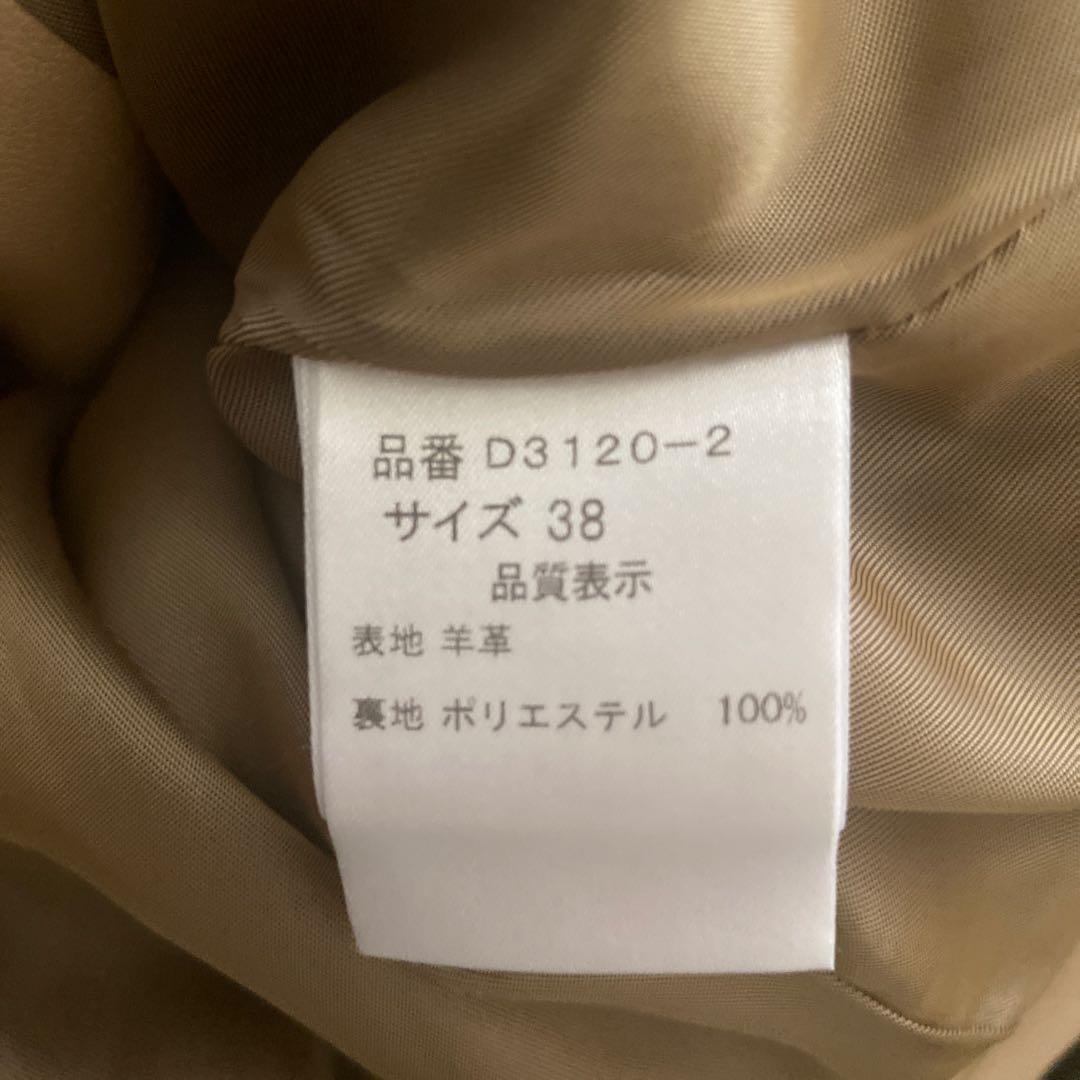 品番 D3120-2
サイズ 38
品質表示
表地 羊革
裏地 ポリエステル 100%